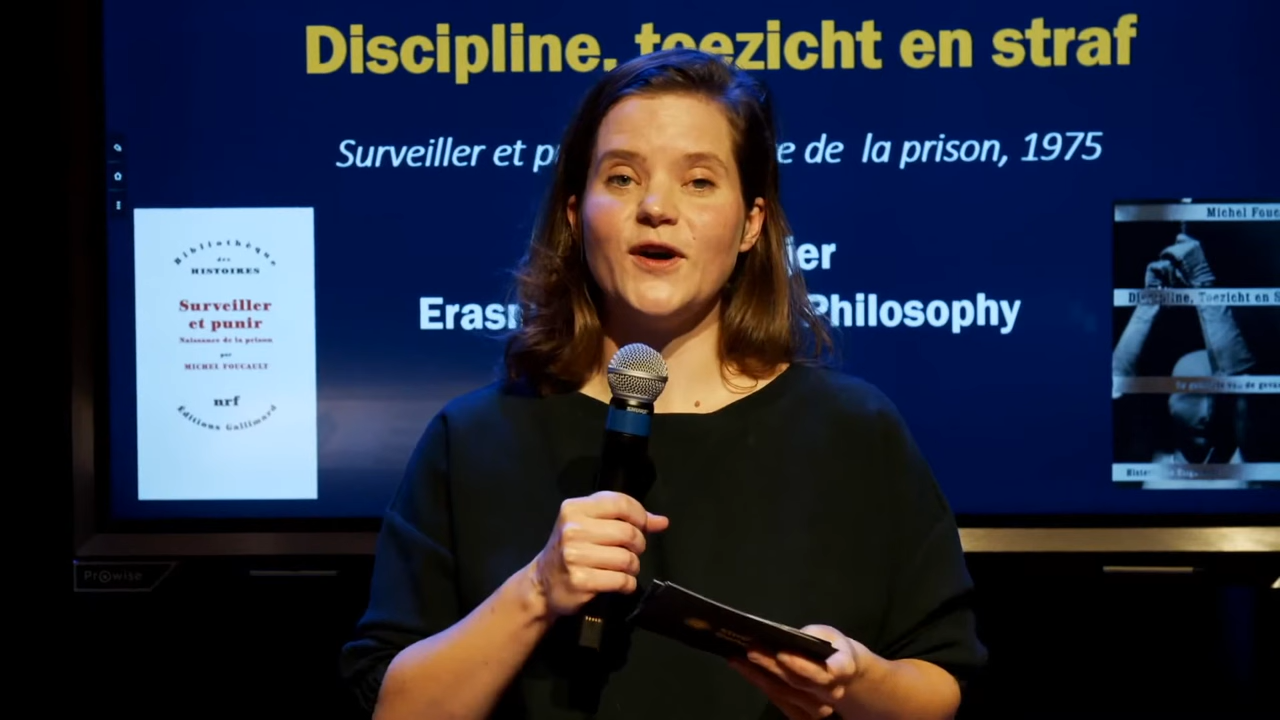 Discipline, toezicht en straf
Surveiller et p e de la prison, 1975
ier
Eras Philosophy
Bibliothèque
des
HISTOIRES
Surveiller
et punir
Naissance de la prison
par
MICHEL FOUCAULT
nrf
Éditions Gallimard
Michel Fouc
Discipline, Toezicht en S
Prowise